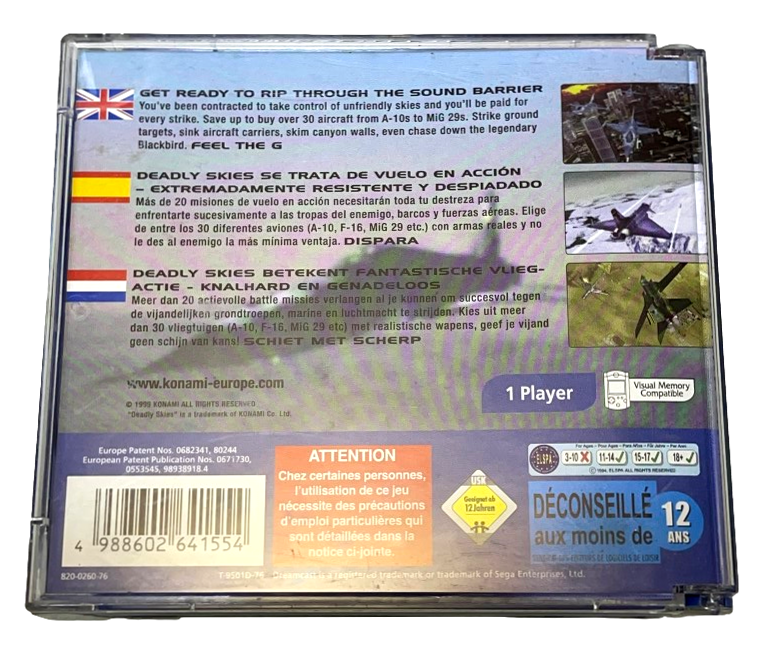 GET READY TO RIP THROUGH THE SOUND BARRIER
You've been contracted to take control of unfriendly skies and you'll be paid for
every strike. Save up to buy over 30 aircraft from A-10s to MiG 29s. Strike ground
targets, sink aircraft carriers, skim canyon walls, even chase down the legendary
Blackbird. FEEL THE G
DEADLY SKIES SE TRATA DE VUELO EN ACCIÓN
– EXTREMADAMENTE RESISTENTE Y DESPIADADO
Más de 20 misiones de vuelo en acción necesitarán toda tu destreza para
enfrentarte sucesivamente a las tropas del enemigo, barcos y fuerzas aéreas. Elige
de entre los 30 diferentes aviones (A-10, F-16, MiG 29 etc.) con armas reales y no
le des al enemigo la más mínima ventaja. DISPARA
DEADLY SKIES BETEKENT FANTASTISCHE VLIEG-
ACTIE – KNALHARD EN GENADELOOS
Meer dan 20 actievolle battle missies verlangen al je kunnen om succesvol tegen
de vijandelijken grondtroepen, marine en luchtmacht te strijden. Kies uit meer
dan 30 vliegtuigen (A-10, F-16, MiG 29 etc) met realistische wapens, geef je vijand
geen schijn van kans! SCHIET MET SCHERP
www.konami-europe.com
© 1999 KONAMI ALL RIGHTS RESERVED
"Deadly Skies" is a trademark of KONAMI Co. Ltd.
1 Player
Visual Memory
Compatible
European Patent Nos. 0682341, 80244
European Patent Publication Nos. 0671730,
0553545, 98938918.4
4 988602 641554
ATTENTION
Chez certaines personnes,
l'utilisation de ce jeu
nécessite des précautions
d'emploi particulières qui
sont détaillées dans la
notice ci-jointe.
USK
Geeignet ab
12 Jahren
ELSPA
3-10 11-14 15-17 18+
DÉCONSEILLÉ
aux moins de
12
ANS
820-0260-76
Dreamcast is a registered trademark or trademark of Sega Enterprises, Ltd.